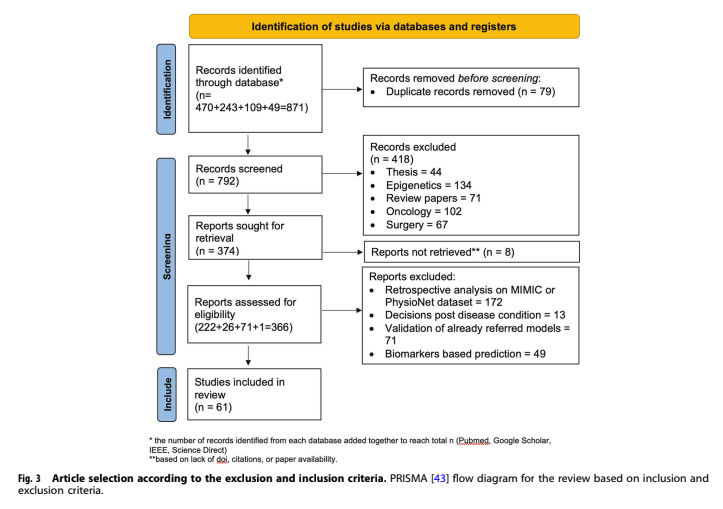 Identification of studies via databases and registers
Identification
Records identified
through database*
(n=
470+243+109+49=871)
Records removed before screening:
• Duplicate records removed (n = 79)
Screening
Records screened
(n = 792)
Records excluded
(n = 418)
• Thesis = 44
• Epigenetics = 134
• Review papers = 71
• Oncology = 102
• Surgery = 67
Reports sought for
retrieval
(n = 374)
Reports not retrieved** (n = 8)
Reports assessed for
eligibility
(222+26+71+1=366)
Reports excluded:
• Retrospective analysis on MIMIC or
PhysioNet dataset = 172
• Decisions post disease condition = 13
• Validation of already referred models =
71
• Biomarkers based prediction = 49
Include
Studies included in
review
(n = 61)
* the number of records identified from each database added together to reach total n (Pubmed, Google Scholar,
IEEE, Science Direct)
**based on lack of doi, citations, or paper availability.
Fig. 3 Article selection according to the exclusion and inclusion criteria. PRISMA [43] flow diagram for the review based on inclusion and
exclusion criteria.